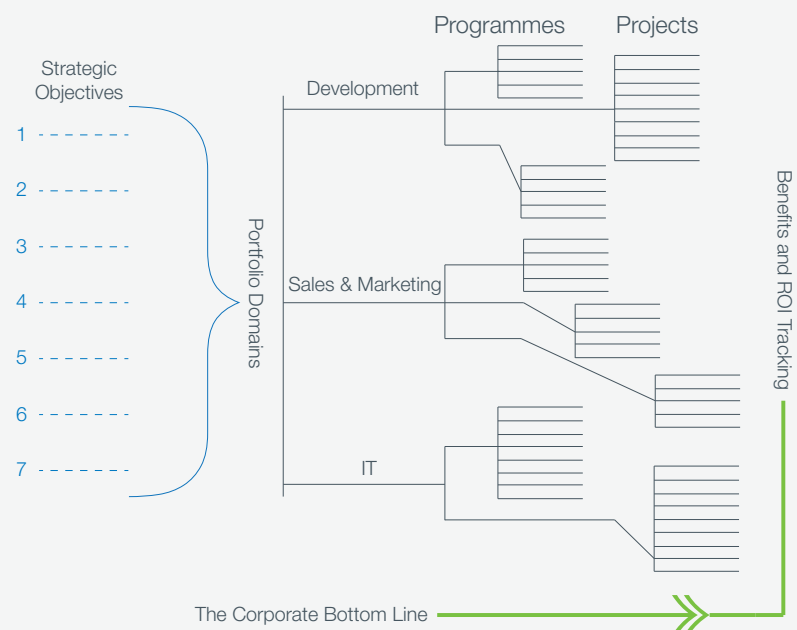 Programmes
Projects
Strategic
Objectives
Development
1
2
3
4
5
6
7
Portfolio Domains
Sales & Marketing
IT
Benefits and ROI Tracking
The Corporate Bottom Line